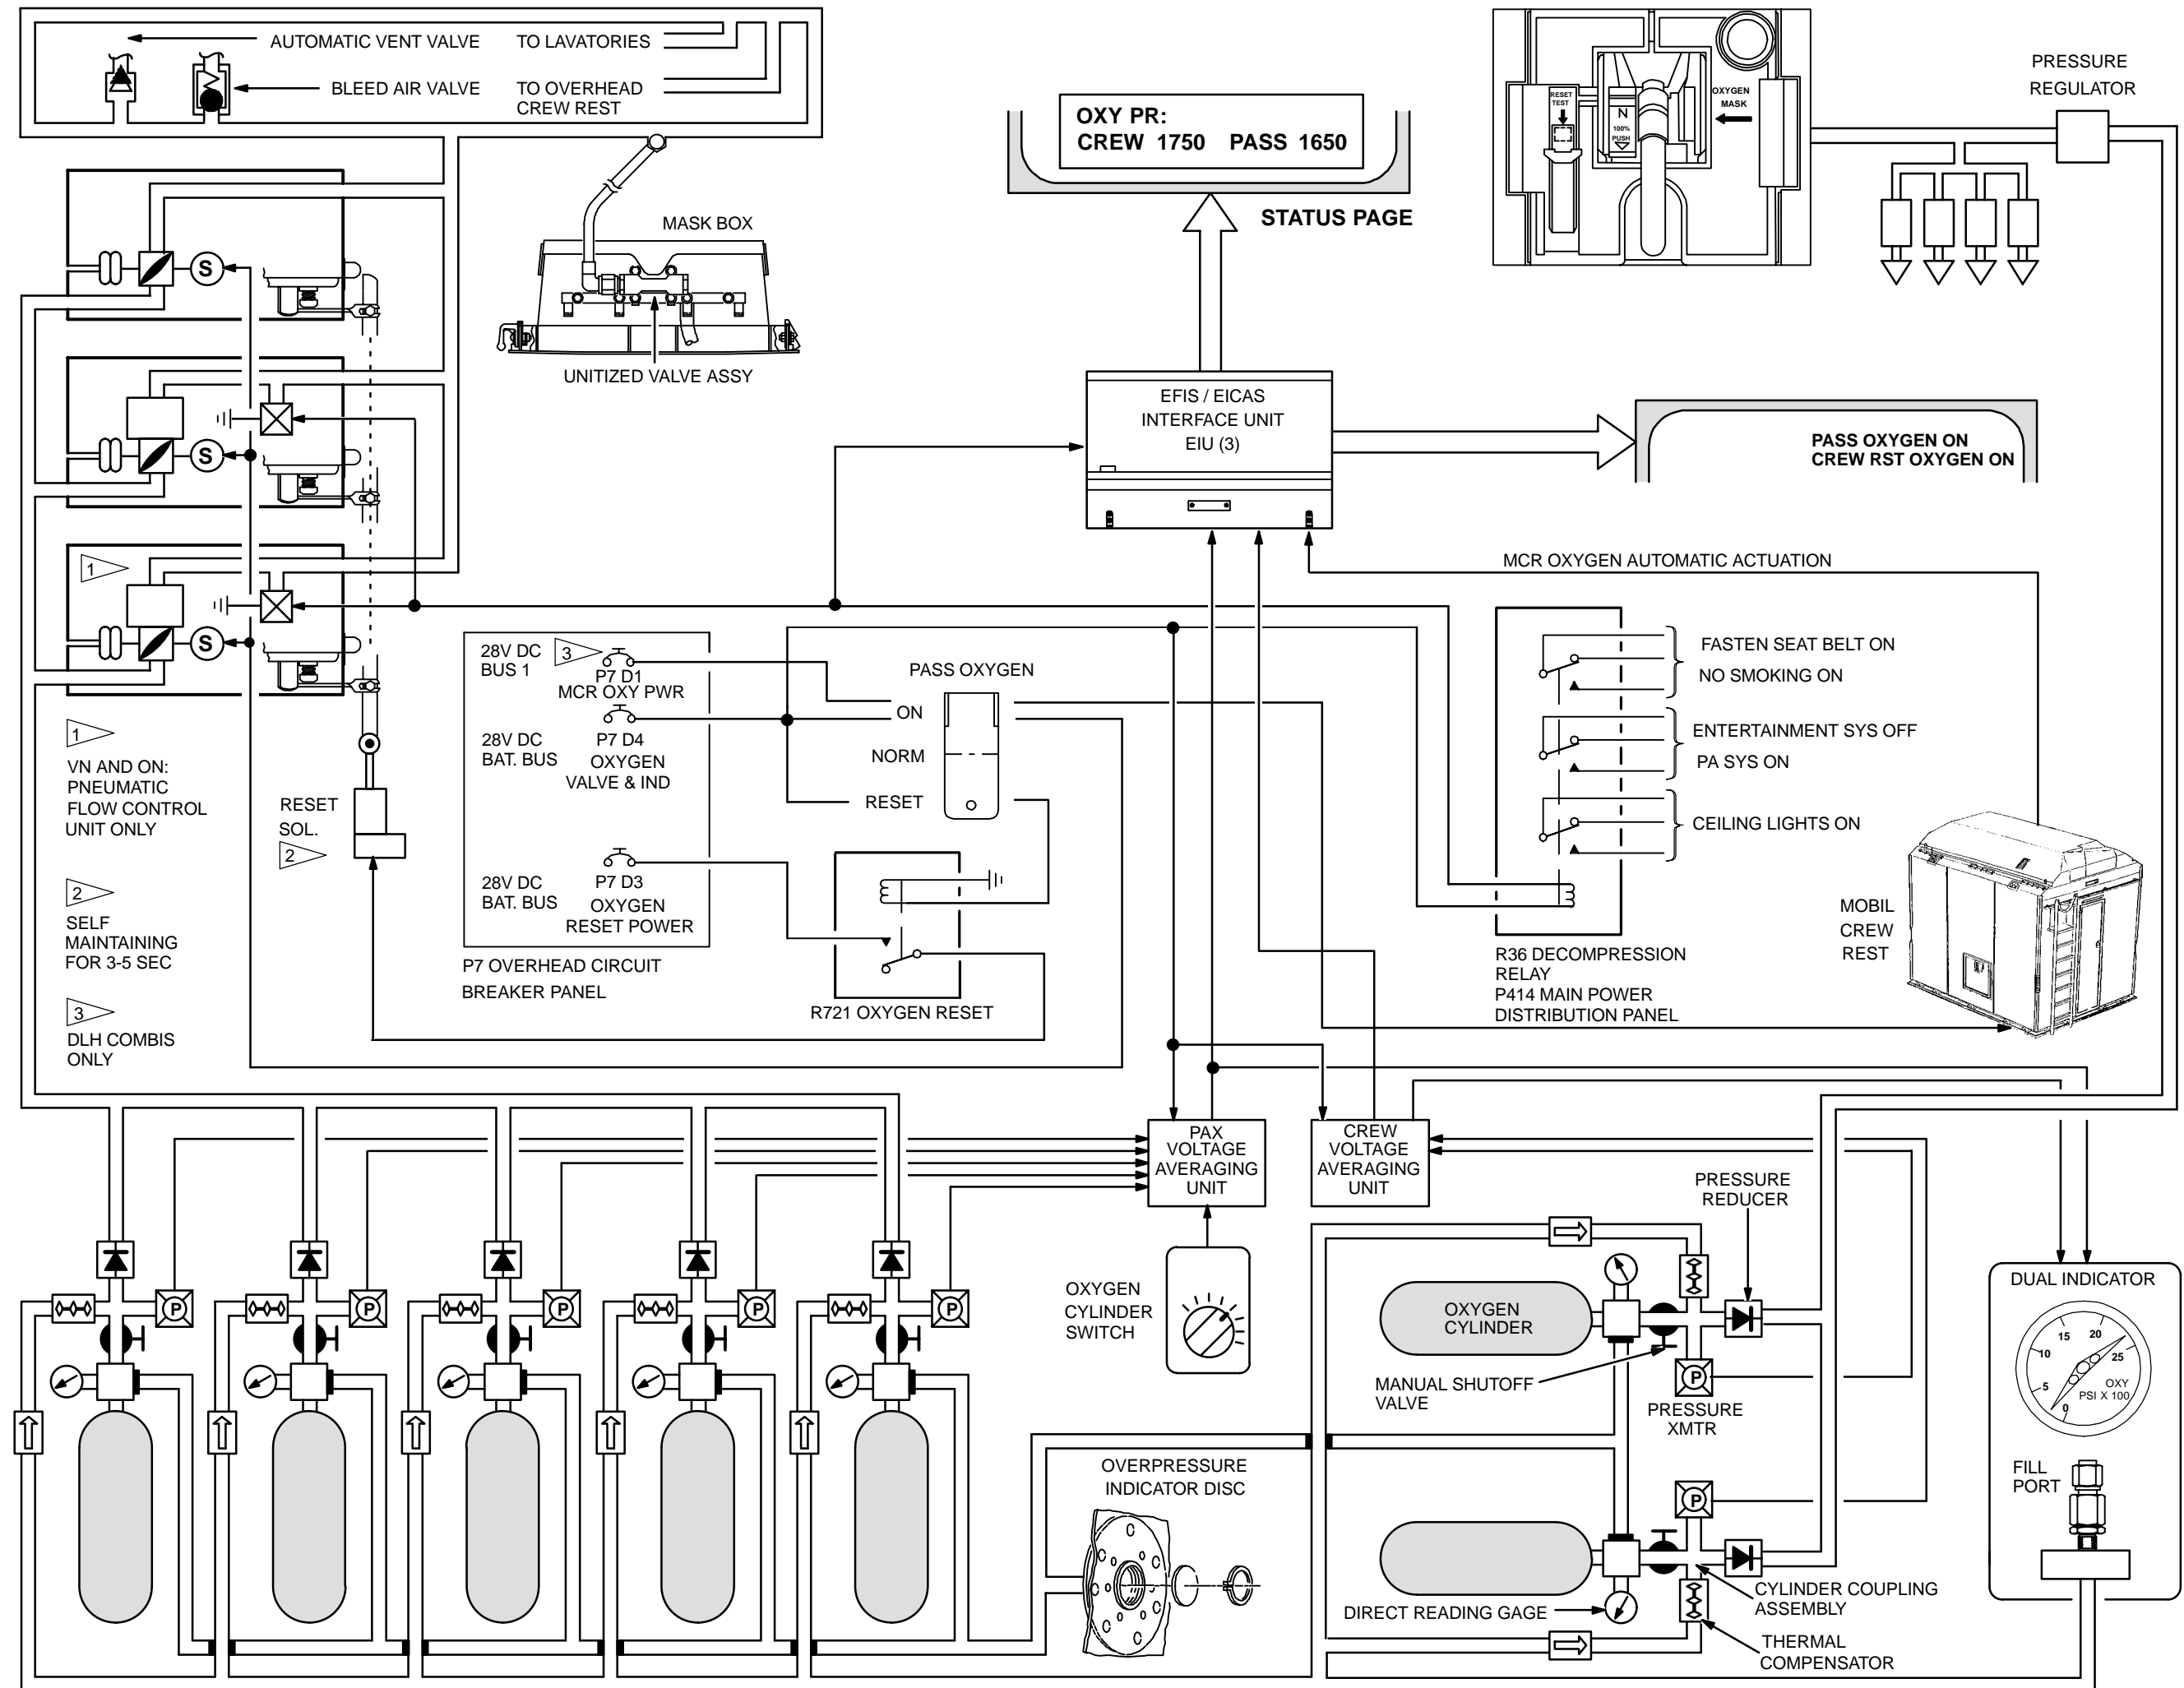 AUTOMATIC VENT VALVE
TO LAVATORIES
BLEED AIR VALVE
TO OVERHEAD
CREW REST
MASK BOX
UNITIZED VALVE ASSY
OXY PR:
CREW 1750 PASS 1650
STATUS PAGE
RESET
TEST
N
100%
PUSH
OXYGEN
MASK
PRESSURE
REGULATOR
EFIS / EICAS
INTERFACE UNIT
EIU (3)
PASS OXYGEN ON
CREW RST OXYGEN ON
MCR OXYGEN AUTOMATIC ACTUATION
S
S
1
S
1
VN AND ON:
PNEUMATIC
FLOW CONTROL
UNIT ONLY
2
SELF
MAINTAINING
FOR 3-5 SEC
3
DLH COMBIS
ONLY
RESET
SOL.
2
28V DC
BUS 1
3
P7 D1
MCR OXY PWR
28V DC
BAT. BUS
P7 D4
OXYGEN
VALVE & IND
28V DC
BAT. BUS
P7 D3
OXYGEN
RESET POWER
P7 OVERHEAD CIRCUIT
BREAKER PANEL
PASS OXYGEN
ON
NORM
RESET
R721 OXYGEN RESET
FASTEN SEAT BELT ON
NO SMOKING ON
ENTERTAINMENT SYS OFF
PA SYS ON
CEILING LIGHTS ON
R36 DECOMPRESSION
RELAY
P414 MAIN POWER
DISTRIBUTION PANEL
MOBIL
CREW
REST
PAX
VOLTAGE
AVERAGING
UNIT
CREW
VOLTAGE
AVERAGING
UNIT
OXYGEN
CYLINDER
SWITCH
P
P
P
P
P
OVERPRESSURE
INDICATOR DISC
OXYGEN
CYLINDER
PRESSURE
REDUCER
MANUAL SHUTOFF
VALVE
P
PRESSURE
XMTR
P
DIRECT READING GAGE
CYLINDER COUPLING
ASSEMBLY
THERMAL
COMPENSATOR
DUAL INDICATOR
15
20
10
25
5
OXY
PSI X 100
0
FILL
PORT